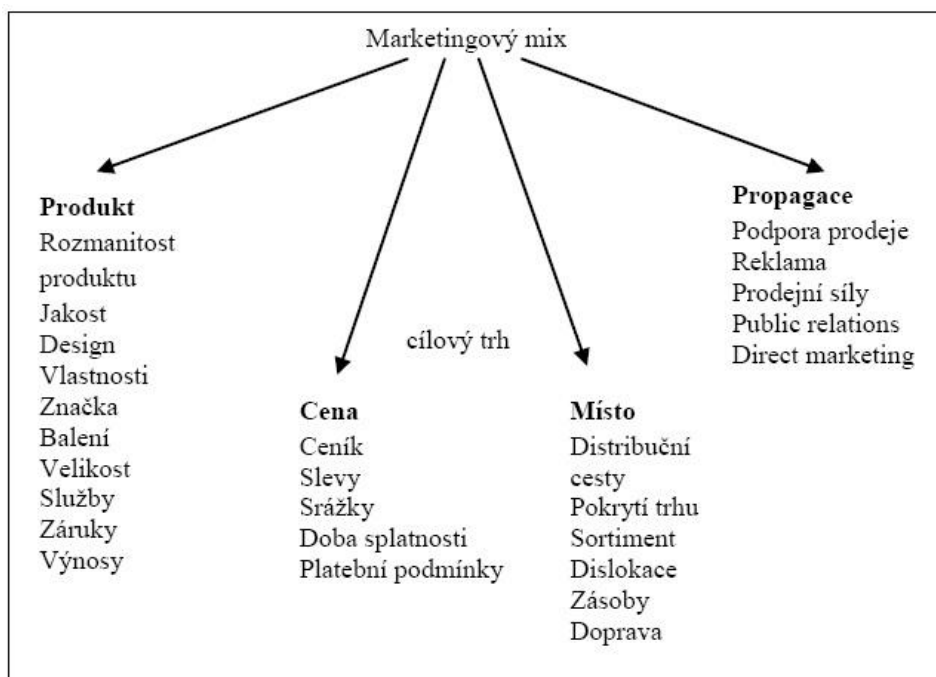 Marketingový mix
Produkt
Rozmanitost
produktu
Jakost
Design
Vlastnosti
Značka
Balení
Velikost
Služby
Záruky
Výnosy
cílový trh
Cena
Ceník
Slevy
Srážky
Doba splatnosti
Platební podmínky
Místo
Distribuční
cesty
Pokrytí trhu
Sortiment
Dislokace
Zásoby
Doprava
Propagace
Podpora prodeje
Reklama
Prodejní síly
Public relations
Direct marketing